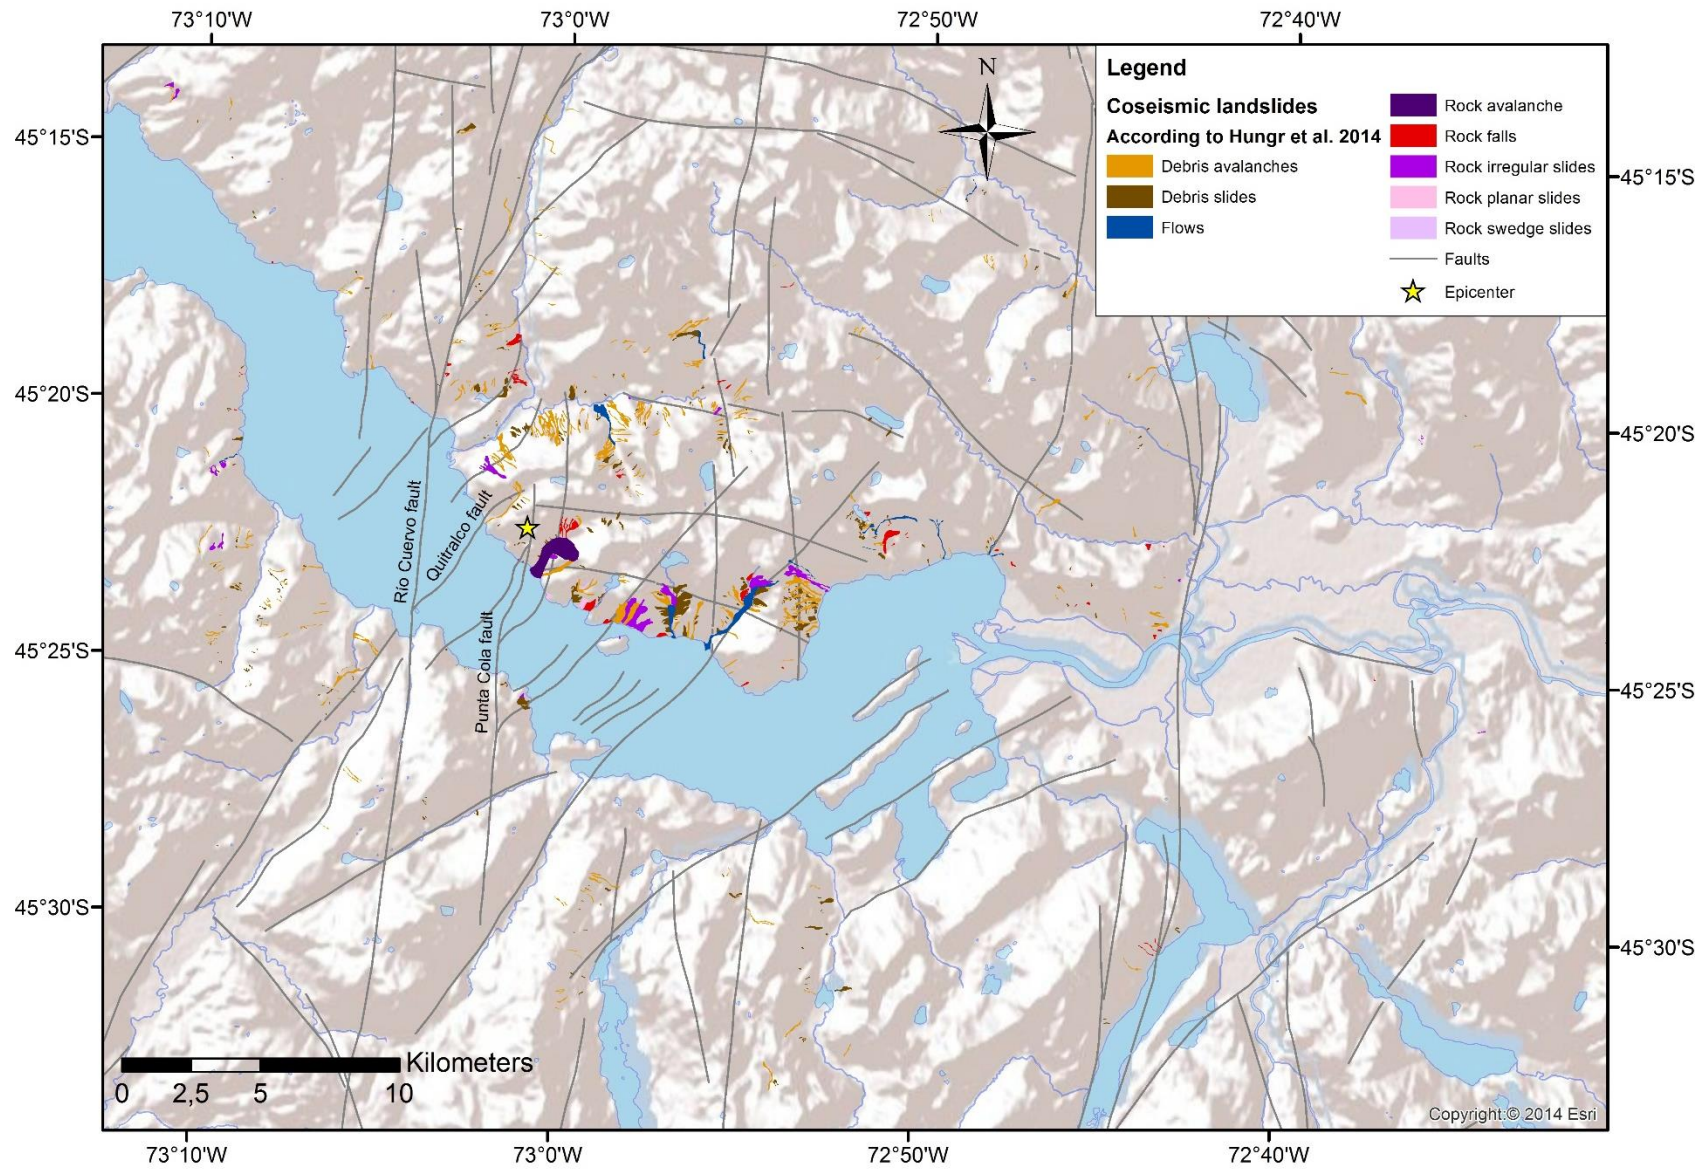 73°10'W 73°0'W 72°50'W 72°40'W
N
Legend
Coseismic landslides
According to Hungr et al. 2014
Debris avalanches
Debris slides
Flows
Rock avalanche
Rock falls
Rock irregular slides
Rock planar slides
Rock swedge slides
Faults
Epicenter
45°15'S
45°15'S
45°20'S
45°20'S
Río Cuervo fault
Quitralco fault
Punta Cola fault
45°25'S
45°25'S
45°30'S
45°30'S
Kilometers
0 2,5 5 10
Copyright:© 2014 Esri
73°10'W 73°0'W 72°50'W 72°40'W